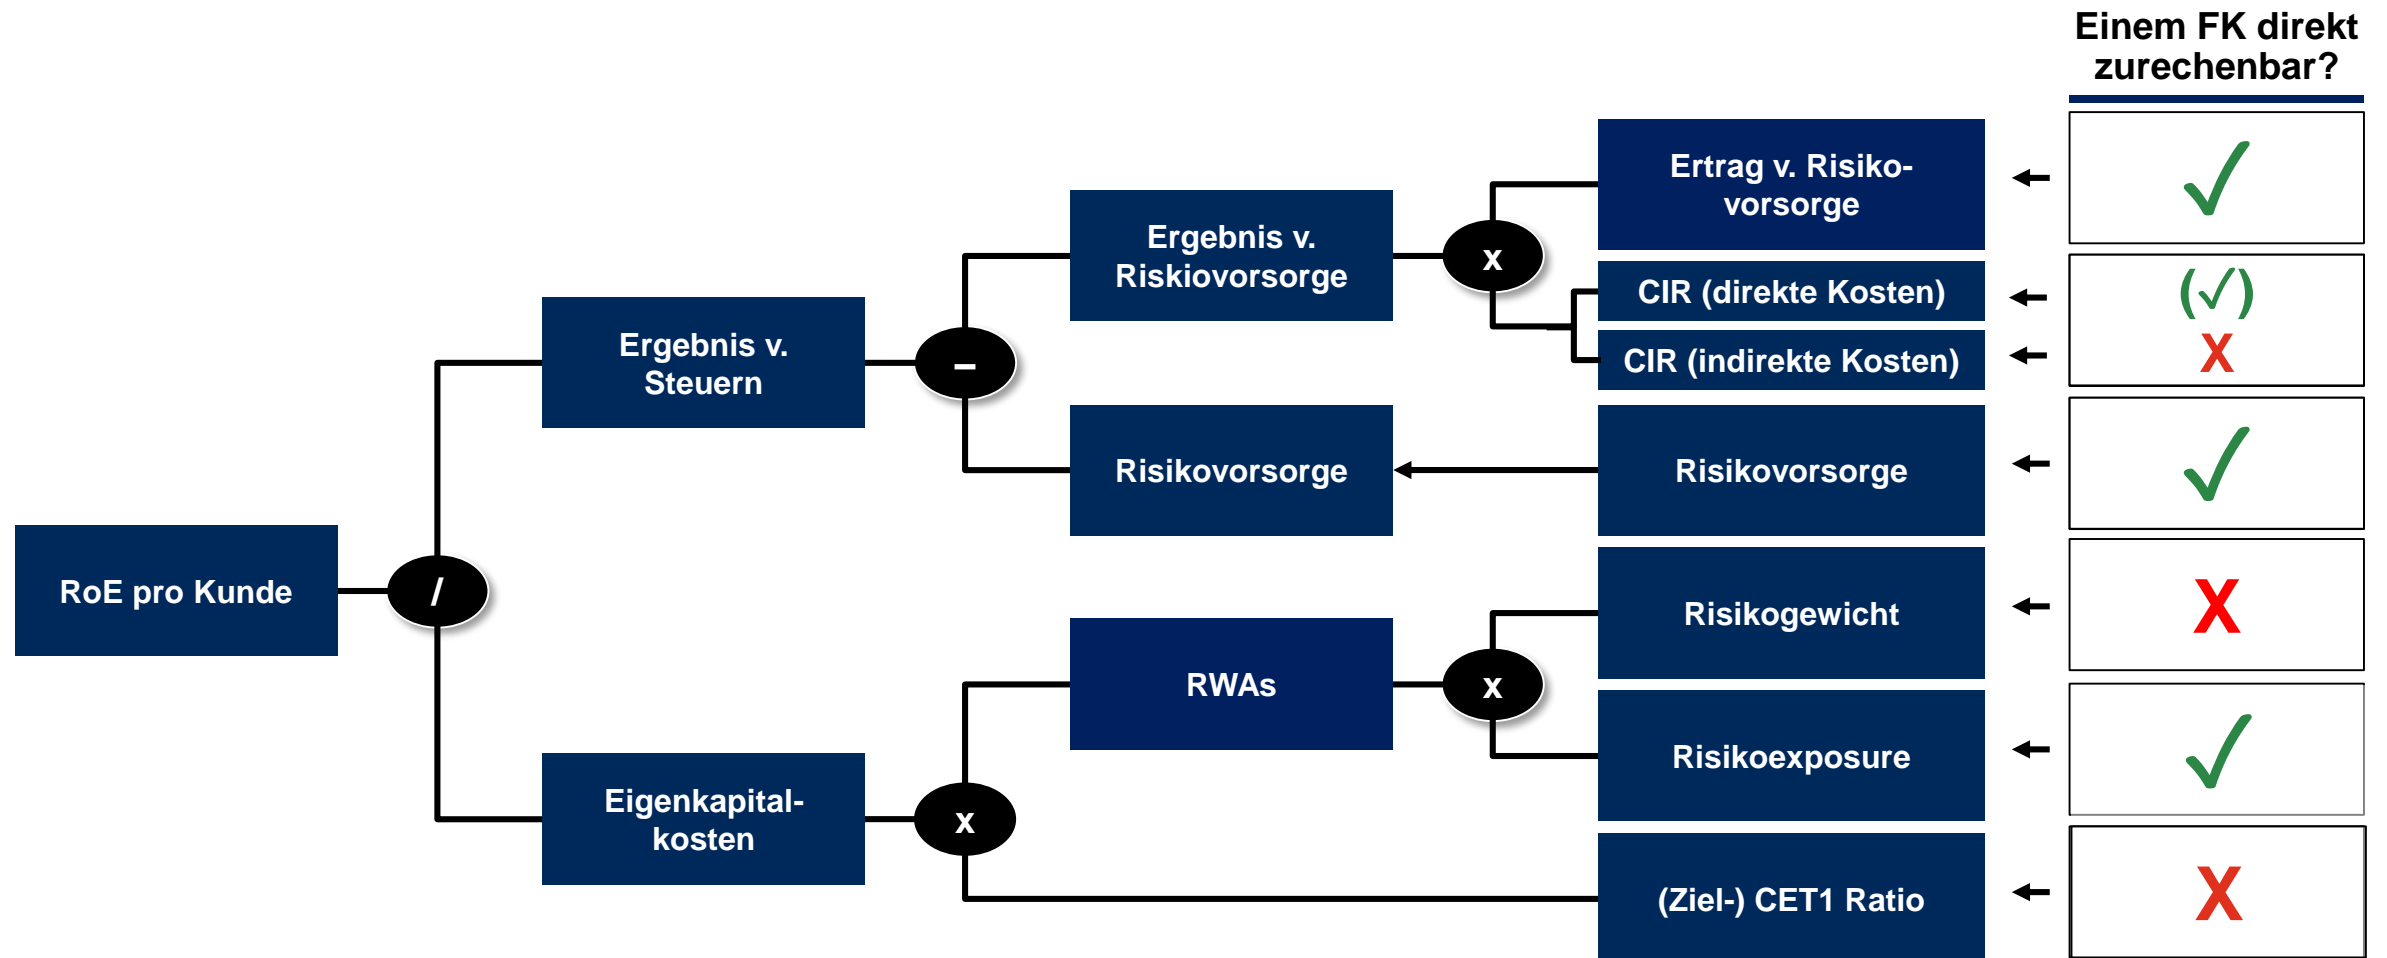 Einem FK direkt
zurechenbar?
Ertrag v. Risiko-
vorsorge
Ergebnis v.
Riskiovorsorge
x
CIR (direkte Kosten)
(✓)
CIR (indirekte Kosten)
X
Ergebnis v.
Steuern
–
Risikovorsorge
Risikovorsorge
RoE pro Kunde
/
Risikogewicht
X
RWAs
x
Risikoexposure
Eigenkapital-
kosten
x
(Ziel-) CET1 Ratio
X